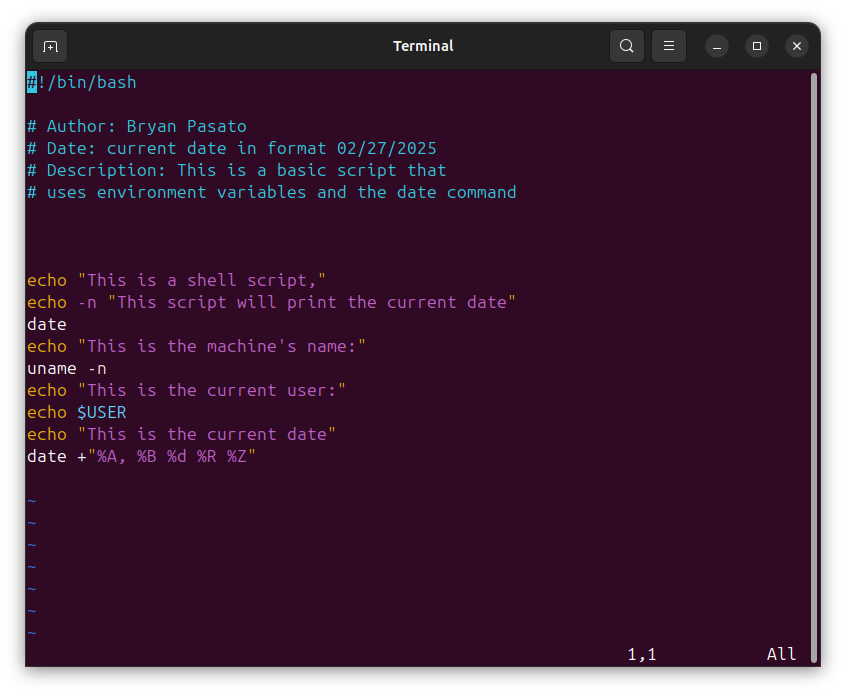 Terminal
#!/bin/bash
# Author: Bryan Pasato
# Date: current date in format 02/27/2025
# Description: This is a basic script that
# uses environment variables and the date command
echo "This is a shell script,"
echo -n "This script will print the current date"
date
echo "This is the machine's name:"
uname -n
echo "This is the current user:"
echo $USER
echo "This is the current date"
date +"%A, %B %d %R %Z"
~
~
~
~
~
~
~
1,1 All